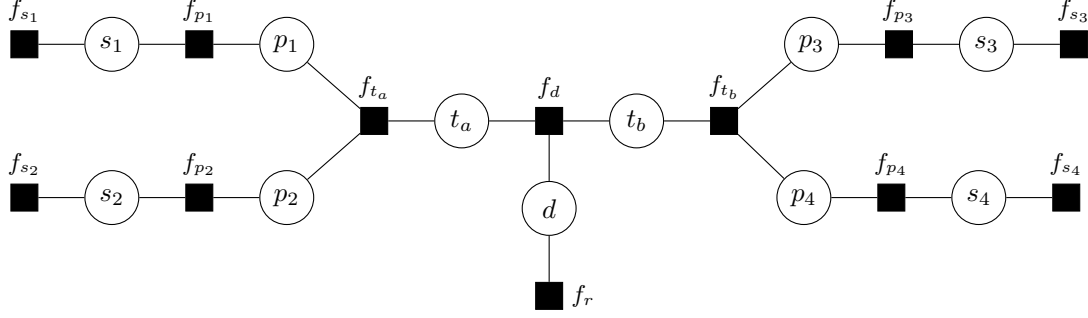 f_{s_1} f_{p_1} f_{p_3} f_{s_3}
s_1 p_1 p_3 s_3
f_{t_a} f_d f_{t_b}
t_a t_b
f_{s_2} f_{p_2} f_{p_4} f_{s_4}
s_2 p_2 d p_4 s_4
f_r